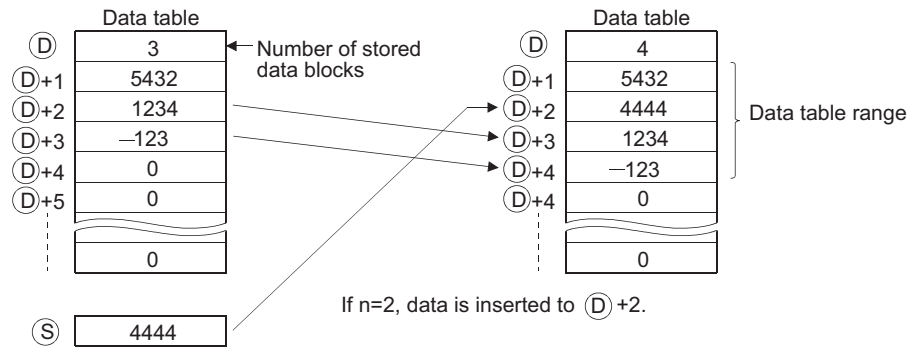 Data table
Data table
D 3 Number of stored data blocks
D 4
D+1 5432
D+1 5432
D+2 1234
D+2 4444
D+3 —123
D+3 1234
Data table range
D+4 0
D+4 —123
D+5 0
D+4 0
0
0
If n=2, data is inserted to D +2.
S 4444